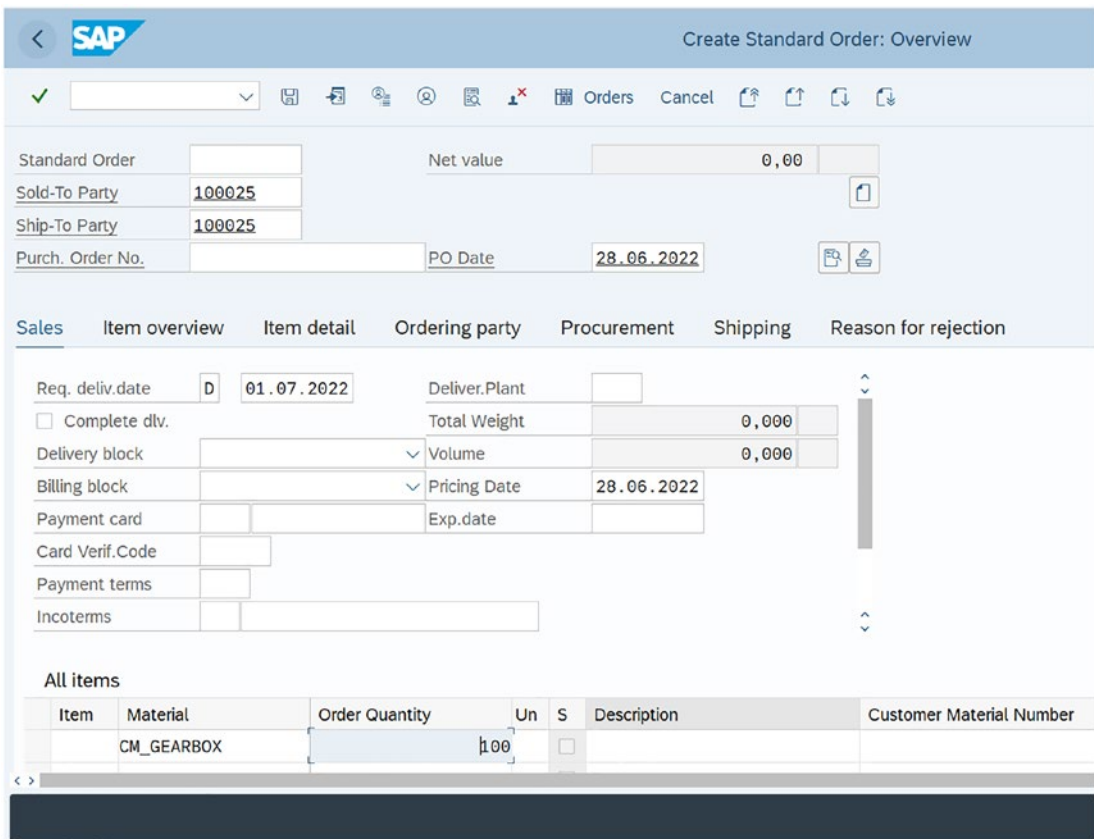 SAP Create Standard Order: Overview
Orders Cancel
Standard Order Net value 0,00
Sold-To Party 100025
Ship-To Party 100025
Purch. Order No. PO Date 28.06.2022
Sales Item overview Item detail Ordering party Procurement Shipping Reason for rejection
Req. deliv.date D 01.07.2022 Deliver.Plant
Complete dlv. Total Weight 0,000
Delivery block Volume 0,000
Billing block Pricing Date 28.06.2022
Payment card Exp.date
Card Verif.Code
Payment terms
Incoterms
All items
Item Material Order Quantity Un S Description Customer Material Number
CM_GEARBOX 100